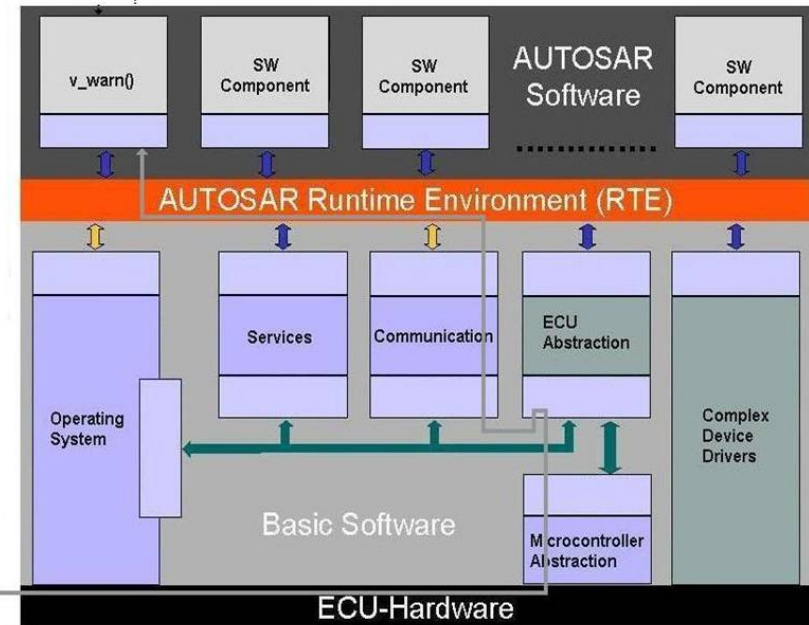 v_warn()
SW
Component
SW
Component
AUTOSAR
Software
SW
Component
AUTOSAR Runtime Environment (RTE)
Operating
System
Services
Communication
ECU
Abstraction
Complex
Device
Drivers
Basic Software
Microcontroller
Abstraction
ECU-Hardware